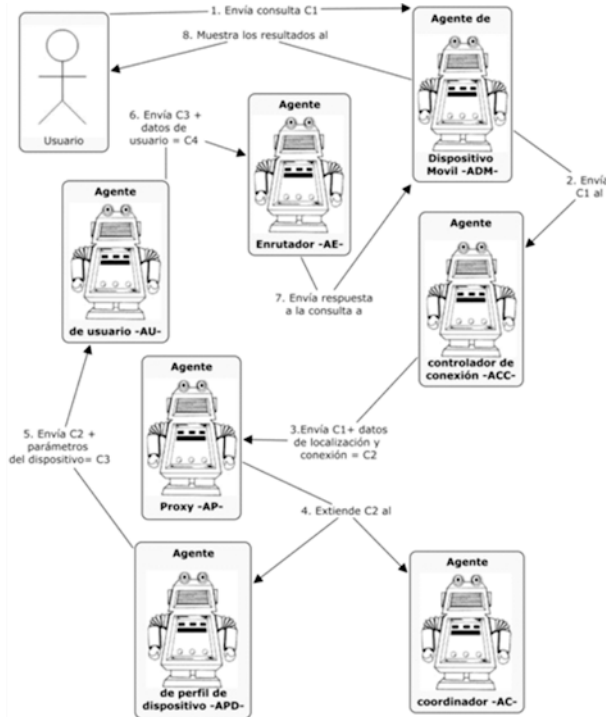 1. Envía consulta C1
8. Muestra los resultados al
Usuario
Agente de
Dispositivo
Movil -ADM-
6. Envía C3 +
datos de
usuario = C4
Agente
Enrutador -AE-
2. Envía
C1 al
Agente
de usuario -AU-
7. Envía respuesta
a la consulta a
Agente
controlador de
conexión -ACC-
5. Envía C2 +
parámetros
del dispositivo= C3
Agente
Proxy -AP-
3.Envía C1+ datos
de localización y
conexión = C2
4. Extiende C2 al
Agente
de perfil de
dispositivo -APD-
Agente
coordinador -AC-